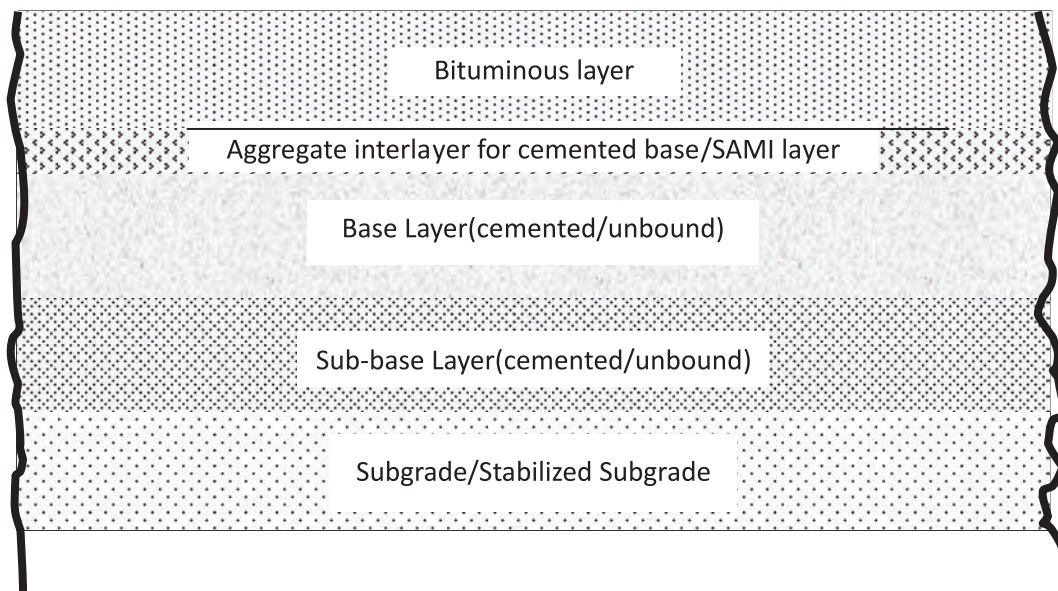 Bituminous layer
Aggregate interlayer for cemented base/SAMI layer
Base Layer(cemented/unbound)
Sub-base Layer(cemented/unbound)
Subgrade/Stabilized Subgrade